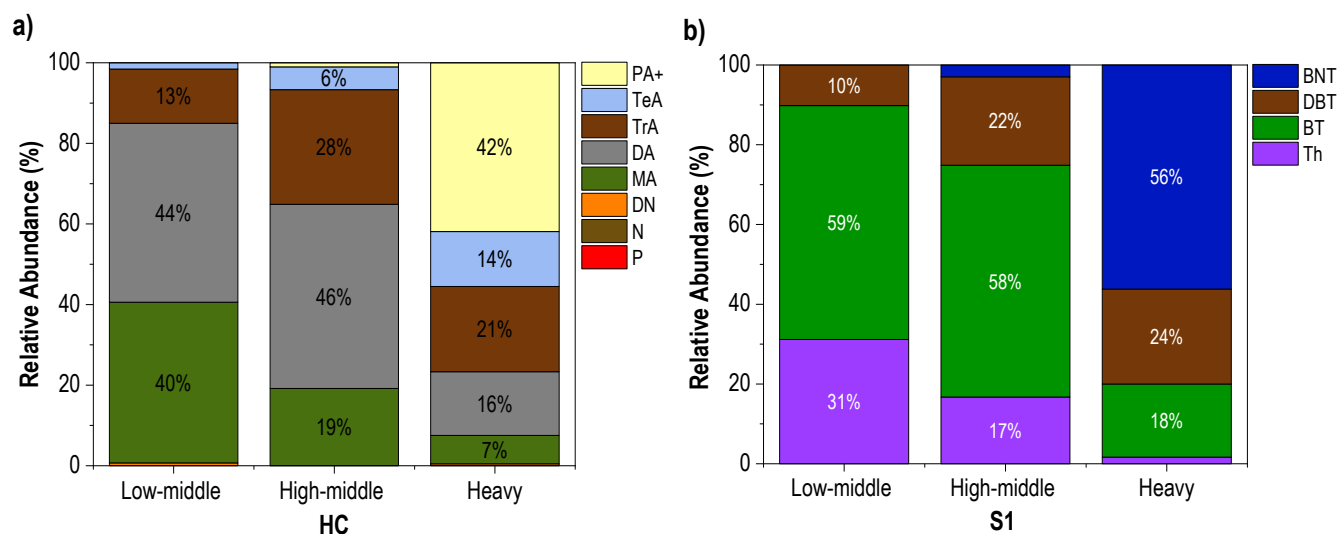 a)
Relative Abundance (%)
100
80
60
40
20
0
13%
44%
40%
6%
28%
46%
19%
42%
14%
21%
16%
7%
Low-middle
High-middle
Heavy
HC
PA+
TeA
TrA
DA
MA
DN
N
P
b)
Relative Abundance (%)
100
80
60
40
20
0
10%
59%
31%
22%
58%
17%
56%
24%
18%
Low-middle
High-middle
Heavy
S1
BNT
DBT
BT
Th